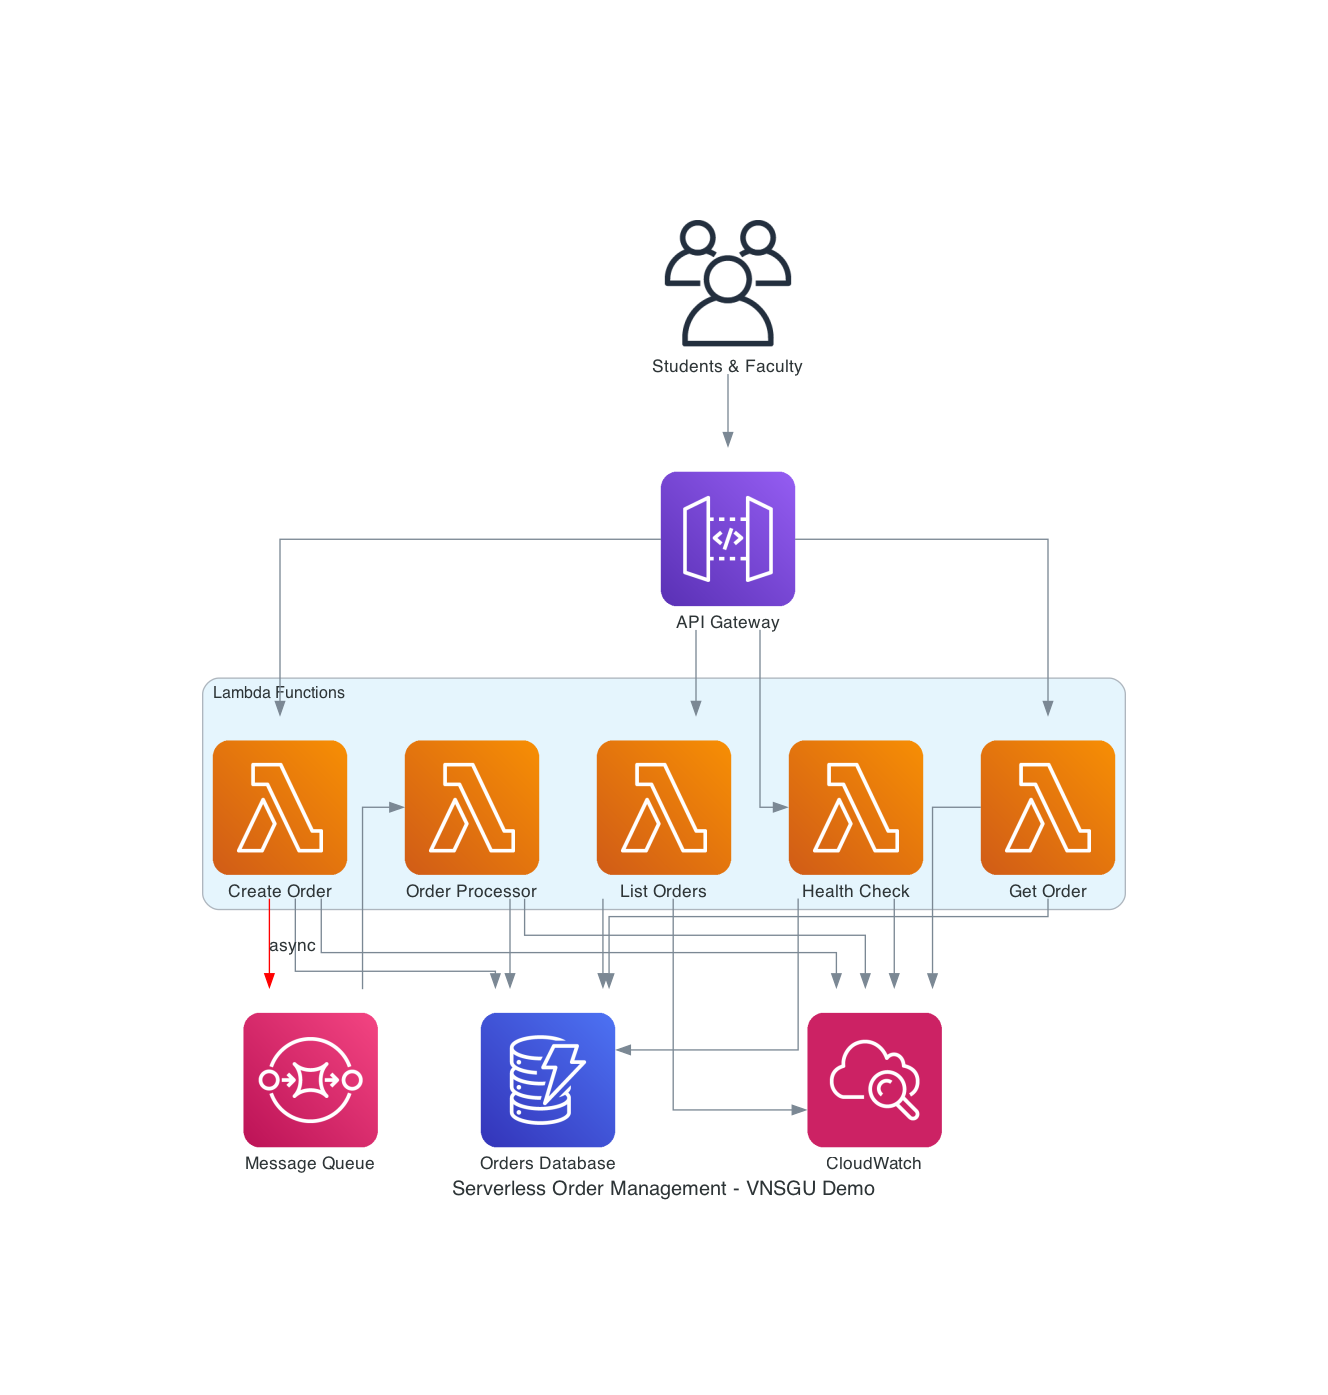 Students & Faculty
</>
API Gateway
Lambda Functions
Create Order
Order Processor
List Orders
Health Check
Get Order
async
Message Queue
Orders Database
CloudWatch
Serverless Order Management - VNSGU Demo